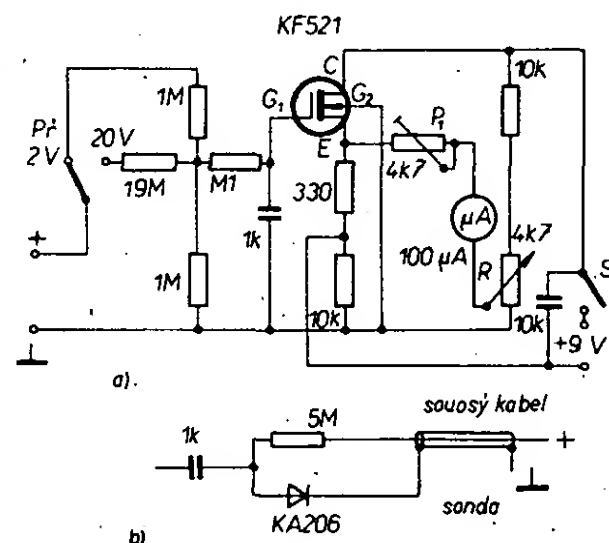 KF521
C
10k
1M
G₁
G₂
Př
2V
20V
P₁
E
19M
M1
4k7
330
µA
4k7
1k
100 µA
R
S
1M
10k
10k
+9 V
+
a)
souosý kabel
1k
5M
+
KA206
sonda
b)